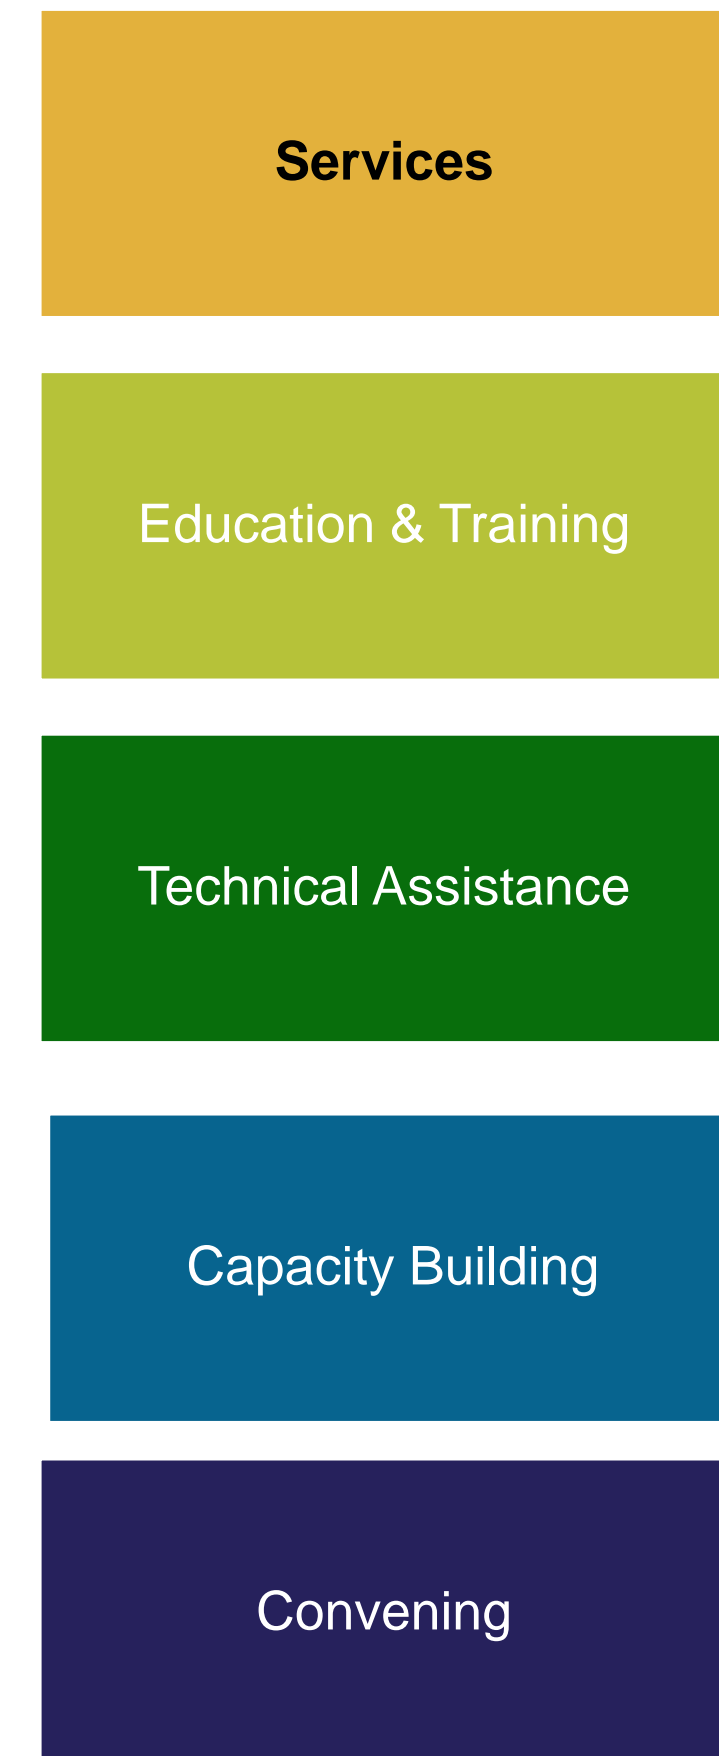 Services
Education & Training
Technical Assistance
Capacity Building
Convening